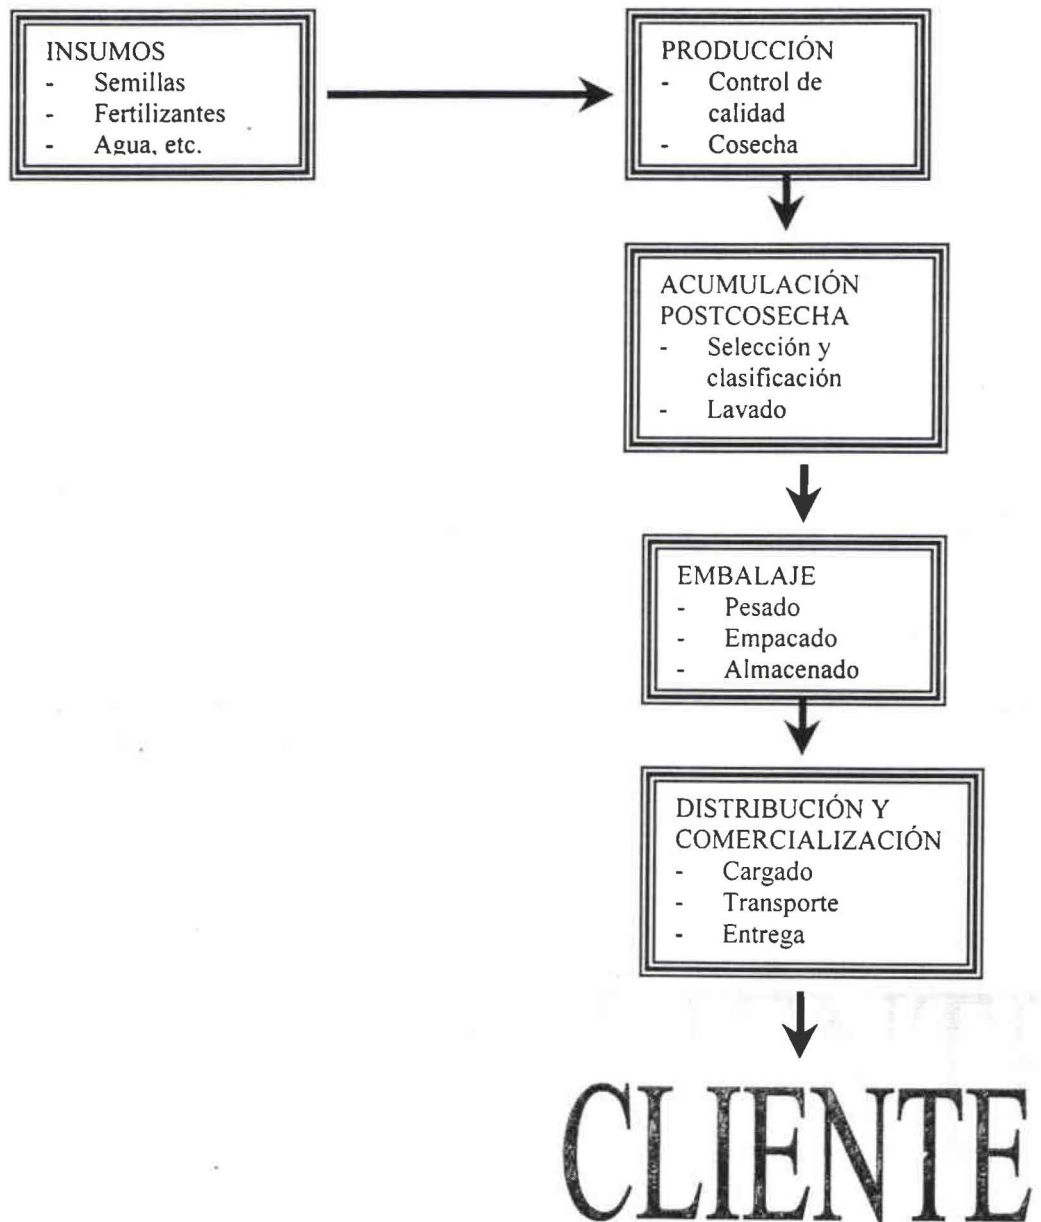 INSUMOS
- Semillas
- Fertilizantes
- Agua, etc.
PRODUCCIÓN
- Control de
calidad
- Cosecha
ACUMULACIÓN
POSTCOSECHA
- Selección y
clasificación
- Lavado
EMBALAJE
- Pesado
- Empacado
- Almacenado
DISTRIBUCIÓN Y
COMERCIALIZACIÓN
- Cargado
- Transporte
- Entrega
CLIENTE